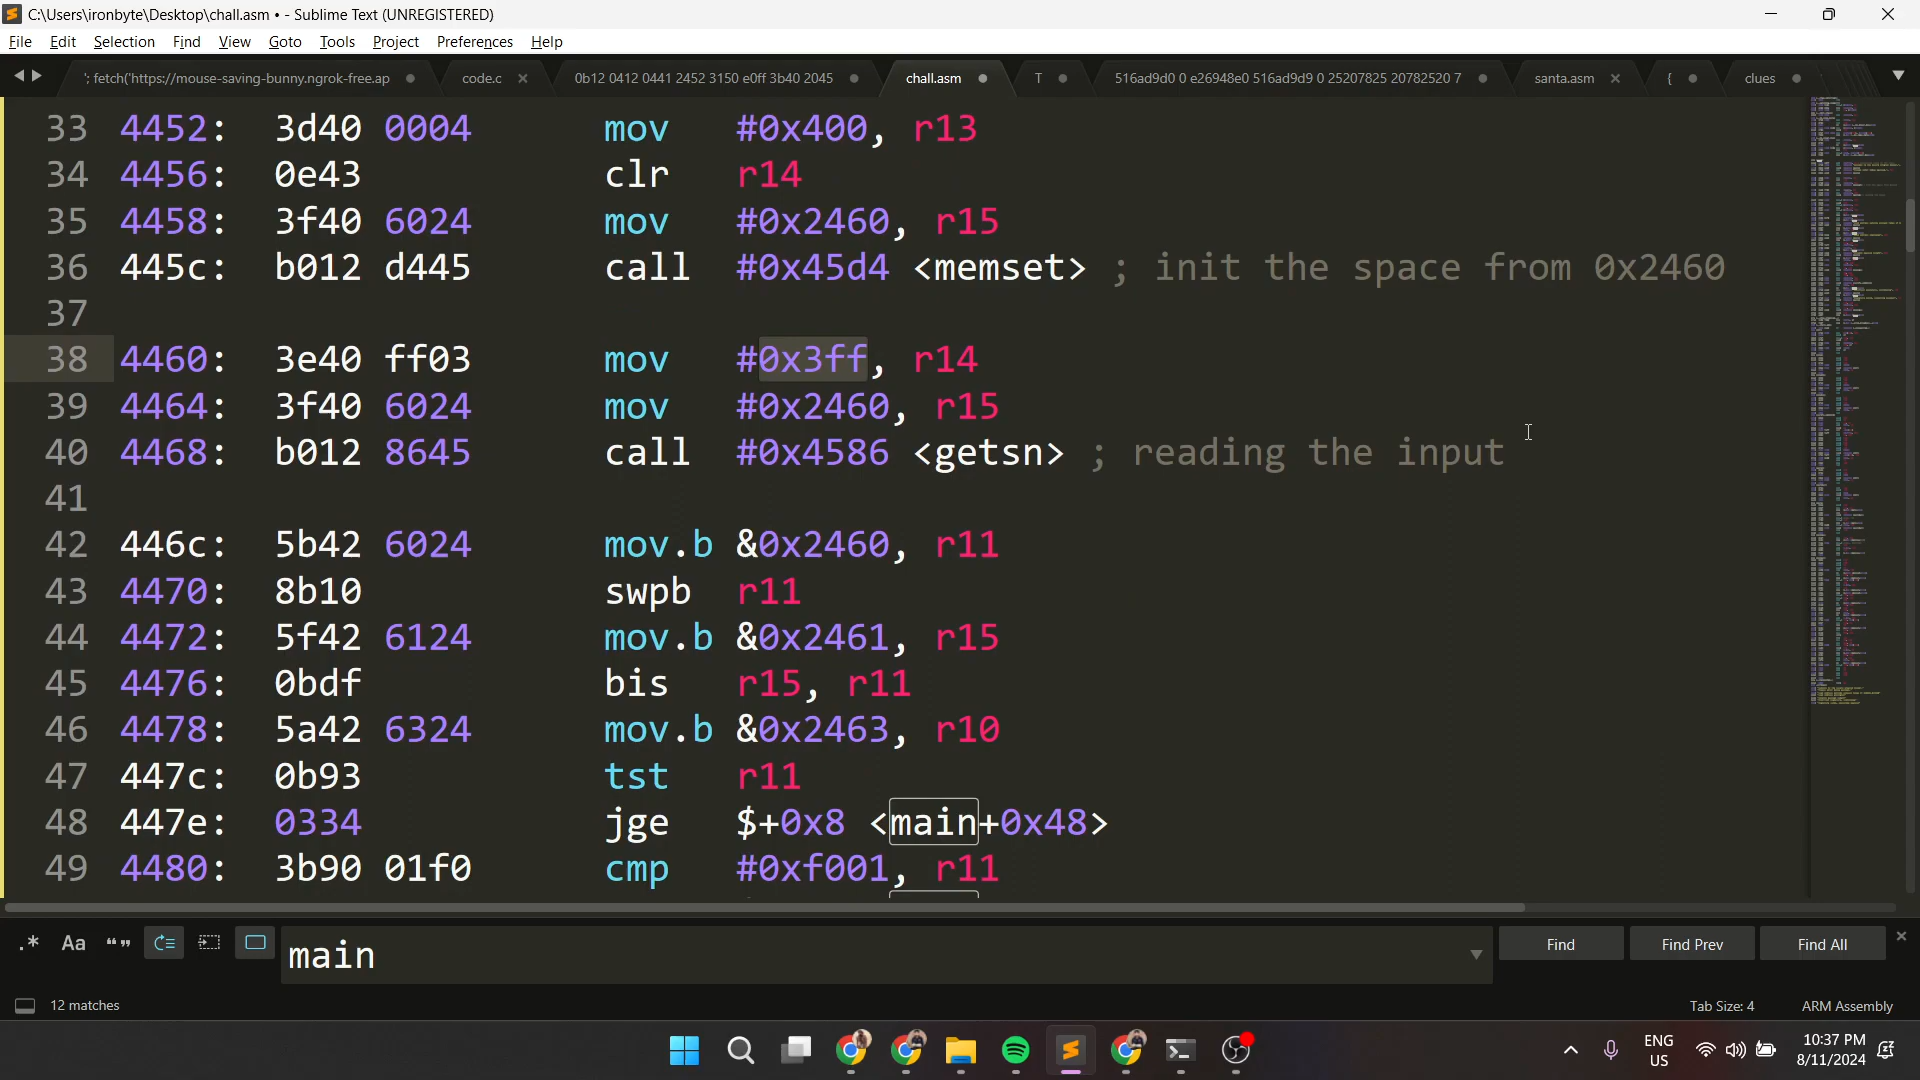 C:\Users\ironbyte\Desktop\chall.asm • - Sublime Text (UNREGISTERED)
File Edit Selection Find View Goto Tools Project Preferences Help
'; fetch('https://mouse-saving-bunny.ngrok-free.ap code.c 0b12 0412 0441 2452 3150 e0ff 3b40 2045 chall.asm T 516ad9d0 0 e26948e0 516ad9d9 0 25207825 20782520 7 santa.asm { clues
33 4452: 3d40 0004 mov #0x400, r13
34 4456: 0e43 clr r14
35 4458: 3f40 6024 mov #0x2460, r15
36 445c: b012 d445 call #0x45d4 <memset> ; init the space from 0x2460
37
38 4460: 3e40 ff03 mov #0x3ff, r14
39 4464: 3f40 6024 mov #0x2460, r15
40 4468: b012 8645 call #0x4586 <getsn> ; reading the input
41
42 446c: 5b42 6024 mov.b &0x2460, r11
43 4470: 8b10 swpb r11
44 4472: 5f42 6124 mov.b &0x2461, r15
45 4476: 0bdf bis r15, r11
46 4478: 5a42 6324 mov.b &0x2463, r10
47 447c: 0b93 tst r11
48 447e: 0334 jge $+0x8 <main+0x48>
49 4480: 3b90 01f0 cmp #0xf001, r11
.* Aa “” main Find Find Prev Find All
12 matches Tab Size: 4 ARM Assembly
ENG 10:37 PM
US 8/11/2024